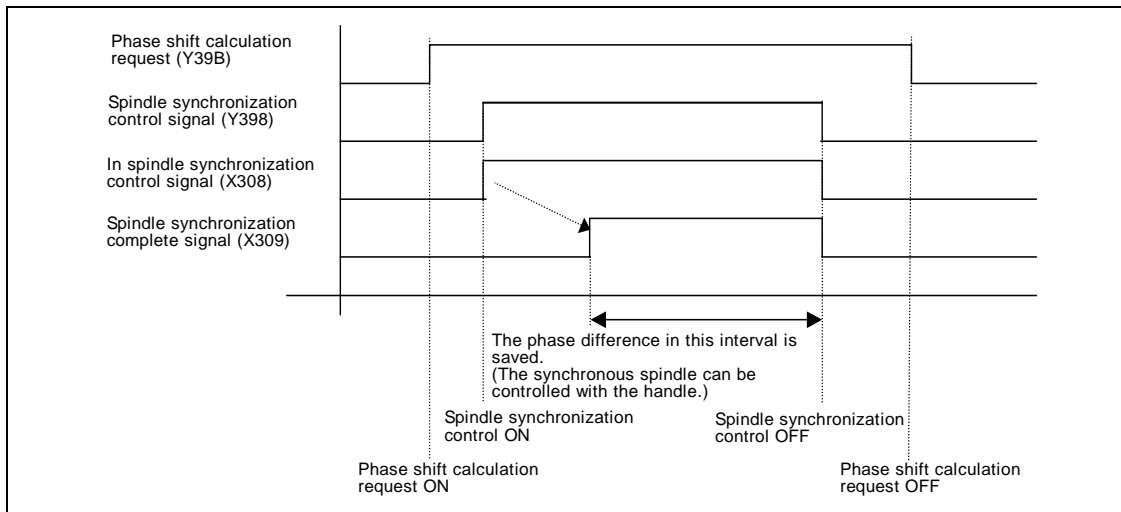 Phase shift calculation
request (Y39B)
Spindle synchronization
control signal (Y398)
In spindle synchronization
control signal (X308)
Spindle synchronization
complete signal (X309)
The phase difference in this interval is
saved.
(The synchronous spindle can be
controlled with the handle.)
Spindle synchronization
control ON
Spindle synchronization
control OFF
Phase shift calculation
request ON
Phase shift calculation
request OFF